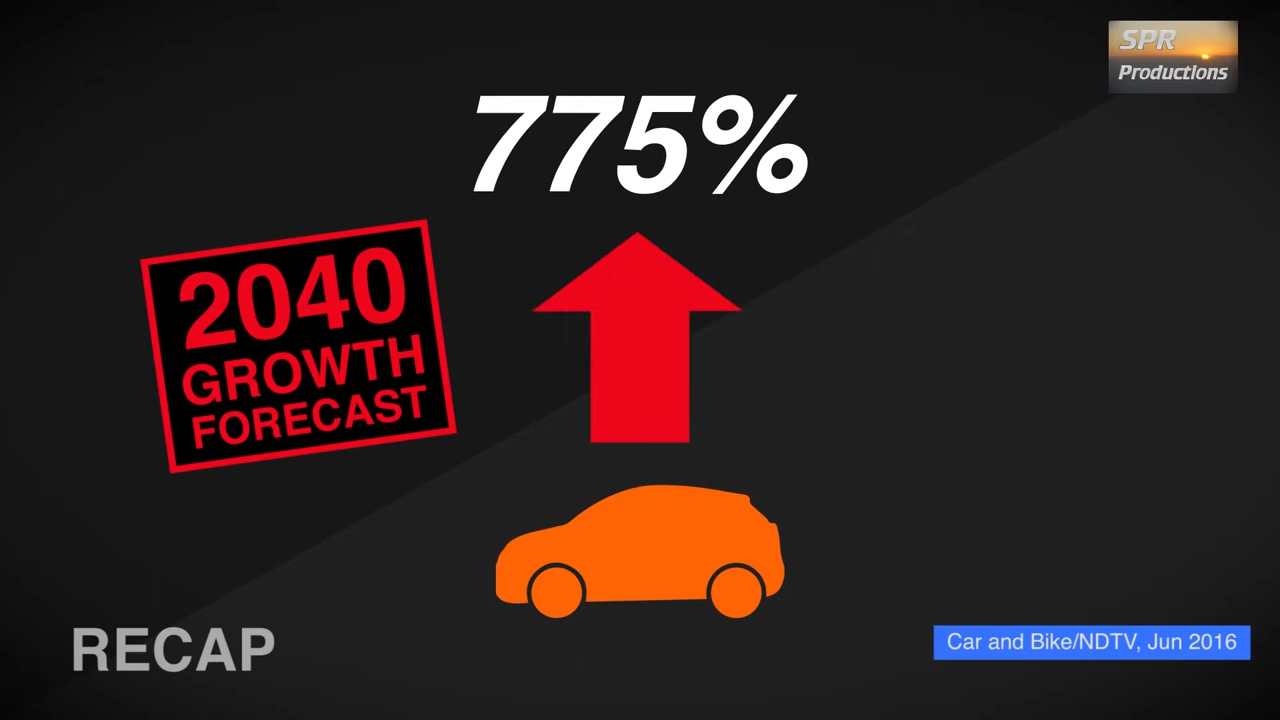 SPR
Productions
775%
2040
GROWTH
FORECAST
RECAP
Car and Bike/NDTV, Jun 2016